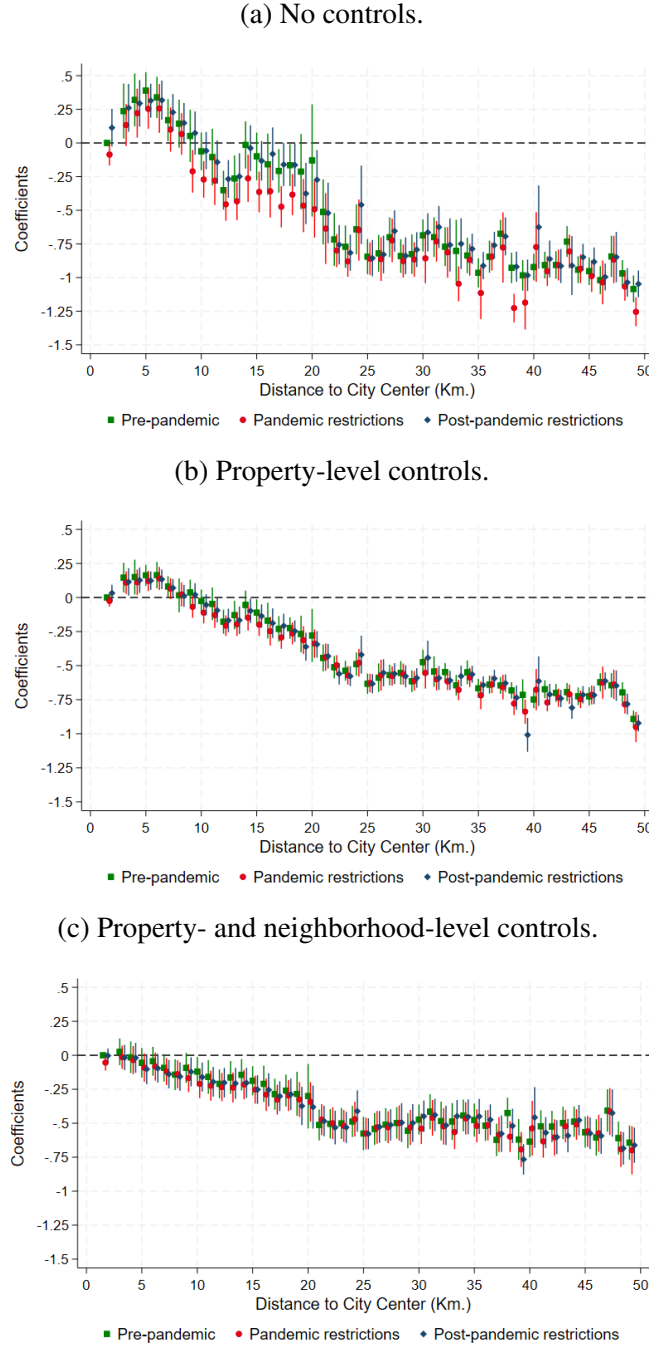 (a) No controls.
.5
.25
0
-.25
-.5
-.75
-1
-1.25
-1.5
Coefficients
0 5 10 15 20 25 30 35 40 45 50
Distance to City Center (Km.)
Pre-pandemic Pandemic restrictions Post-pandemic restrictions
(b) Property-level controls.
.5
.25
0
-.25
-.5
-.75
-1
-1.25
-1.5
Coefficients
0 5 10 15 20 25 30 35 40 45 50
Distance to City Center (Km.)
Pre-pandemic Pandemic restrictions Post-pandemic restrictions
(c) Property- and neighborhood-level controls.
.5
.25
0
-.25
-.5
-.75
-1
-1.25
-1.5
Coefficients
0 5 10 15 20 25 30 35 40 45 50
Distance to City Center (Km.)
Pre-pandemic Pandemic restrictions Post-pandemic restrictions